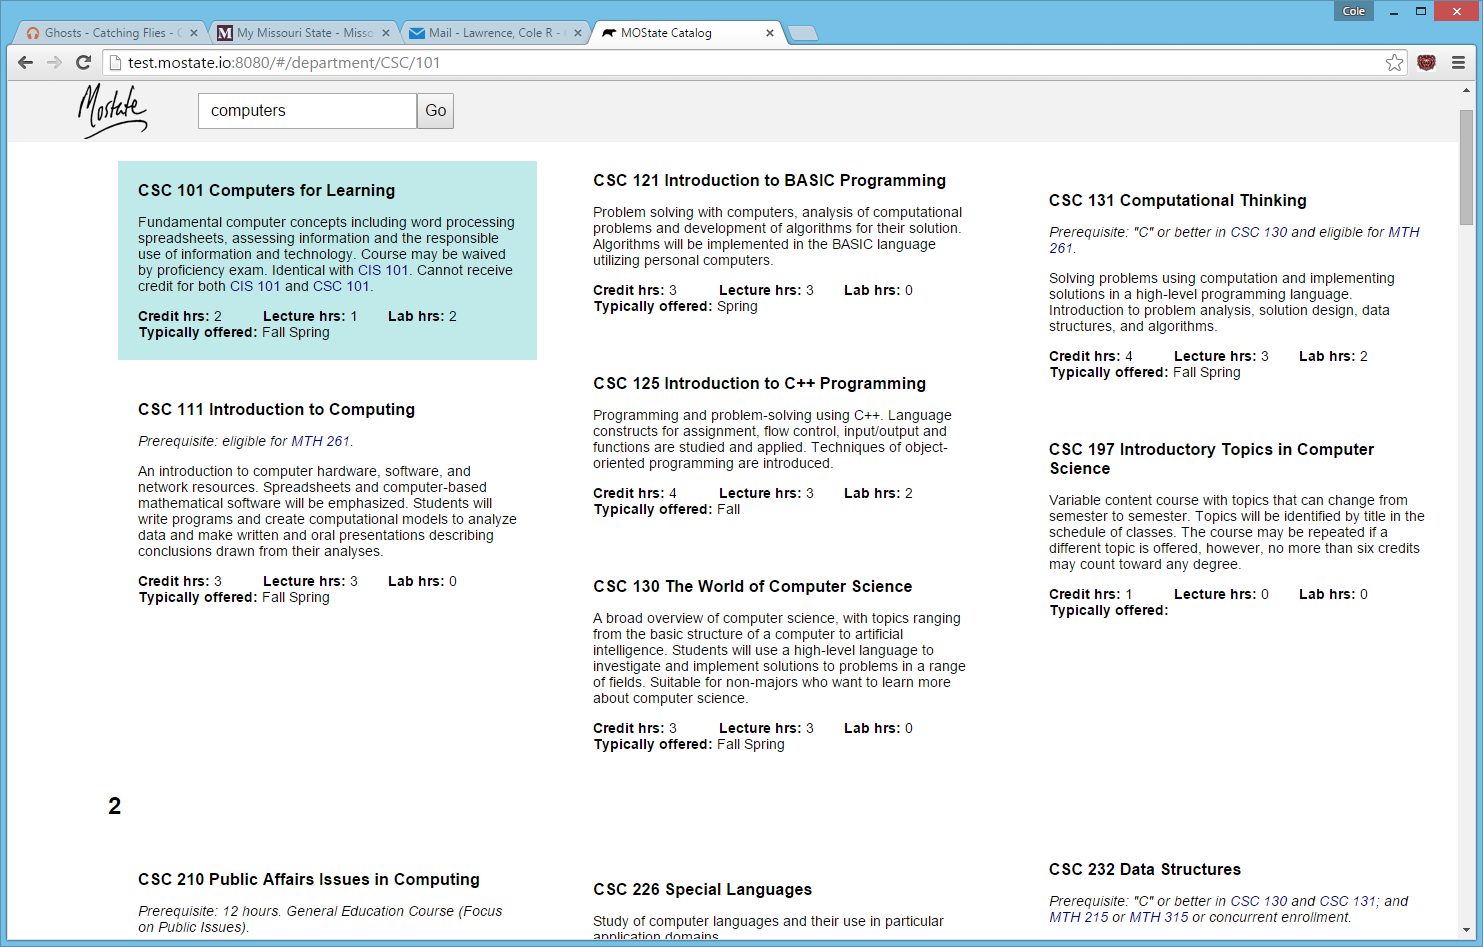 Cole
Ghosts - Catching Flies -
My Missouri State - Misso
Mail - Lawrence, Cole R -
MOState Catalog
test.mostate.io:8080/#/department/CSC/101
Mostate
computers
Go
CSC 101 Computers for Learning
Fundamental computer concepts including word processing
spreadsheets, assessing information and the responsible
use of information and technology. Course may be waived
by proficiency exam. Identical with CIS 101. Cannot receive
credit for both CIS 101 and CSC 101.
Credit hrs: 2 Lecture hrs: 1 Lab hrs: 2
Typically offered: Fall Spring
CSC 111 Introduction to Computing
Prerequisite: eligible for MTH 261.
An introduction to computer hardware, software, and
network resources. Spreadsheets and computer-based
mathematical software will be emphasized. Students will
write programs and create computational models to analyze
data and make written and oral presentations describing
conclusions drawn from their analyses.
Credit hrs: 3 Lecture hrs: 3 Lab hrs: 0
Typically offered: Fall Spring
CSC 121 Introduction to BASIC Programming
Problem solving with computers, analysis of computational
problems and development of algorithms for their solution.
Algorithms will be implemented in the BASIC language
utilizing personal computers.
Credit hrs: 3 Lecture hrs: 3 Lab hrs: 0
Typically offered: Spring
CSC 125 Introduction to C++ Programming
Programming and problem-solving using C++. Language
constructs for assignment, flow control, input/output and
functions are studied and applied. Techniques of object-
oriented programming are introduced.
Credit hrs: 4 Lecture hrs: 3 Lab hrs: 2
Typically offered: Fall
CSC 130 The World of Computer Science
A broad overview of computer science, with topics ranging
from the basic structure of a computer to artificial
intelligence. Students will use a high-level language to
investigate and implement solutions to problems in a range
of fields. Suitable for non-majors who want to learn more
about computer science.
Credit hrs: 3 Lecture hrs: 3 Lab hrs: 0
Typically offered: Fall Spring
CSC 131 Computational Thinking
Prerequisite: "C" or better in CSC 130 and eligible for MTH
261.
Solving problems using computation and implementing
solutions in a high-level programming language.
Introduction to problem analysis, solution design, data
structures, and algorithms.
Credit hrs: 4 Lecture hrs: 3 Lab hrs: 2
Typically offered: Fall Spring
CSC 197 Introductory Topics in Computer
Science
Variable content course with topics that can change from
semester to semester. Topics will be identified by title in the
schedule of classes. The course may be repeated if a
different topic is offered, however, no more than six credits
may count toward any degree.
Credit hrs: 1 Lecture hrs: 0 Lab hrs: 0
Typically offered:
2
CSC 210 Public Affairs Issues in Computing
Prerequisite: 12 hours. General Education Course (Focus
on Public Issues).
CSC 226 Special Languages
Study of computer languages and their use in particular
application domains.
CSC 232 Data Structures
Prerequisite: "C" or better in CSC 130 and CSC 131; and
MTH 215 or MTH 315 or concurrent enrollment.